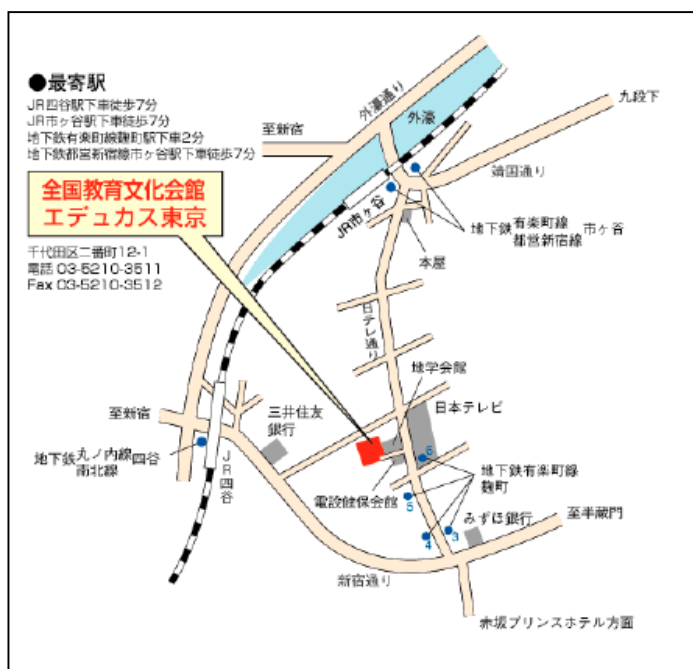 ●最寄駅
JR四谷駅下車徒歩7分
JR市ヶ谷駅下車徒歩7分
地下鉄有楽町線麹町駅下車2分
地下鉄都営新宿線市ヶ谷駅下車徒歩7分
全国教育文化会館
エデュカス東京
千代田区二番町12-1
電話 03-5210-3511
Fax 03-5210-3512
外濠通り
外濠
九段下
至新宿
靖国通り
JR市ヶ谷
地下鉄有楽町線
都営新宿線 市ヶ谷
本屋
日テレ通り
地学会館
日本テレビ
至新宿
三井住友
銀行
地下鉄丸ノ内線
南北線 四谷
JR四谷
6
地下鉄有楽町線
麹町
電設健保会館
5
みずほ銀行
至半蔵門
4
3
新宿通り
赤坂プリンスホテル方面